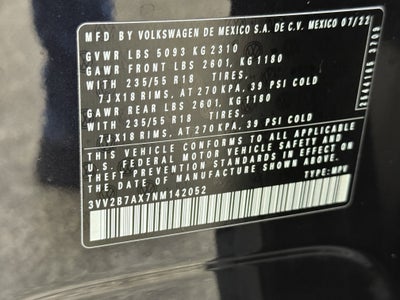 MFD BY VOLKSWAGEN DE MEXICO S.A. DE C.V. MEXICO 07/22
GVWR LBS 5093 KG 2310
GAWR FRONT LBS 2601, KG 1180
WITH 235/55 R18 TIRES,
7JX18 RIMS, AT 270 KPA, 39 PSI COLD
GAWR REAR LBS 2601, KG 1180
WITH 235/55 R18 TIRES,
7JX18 RIMS, AT 270 KPA, 39 PSI COLD
THIS VEHICLE CONFORMS TO ALL APPLICABLE
U.S. FEDERAL MOTOR VEHICLE SAFETY AND
THEFT PREVENTION STANDARDS IN EFFECT ON
THE DATE OF MANUFACTURE SHOWN ABOVE.
3VV2B7AX7NM142052 TYPE: MPV